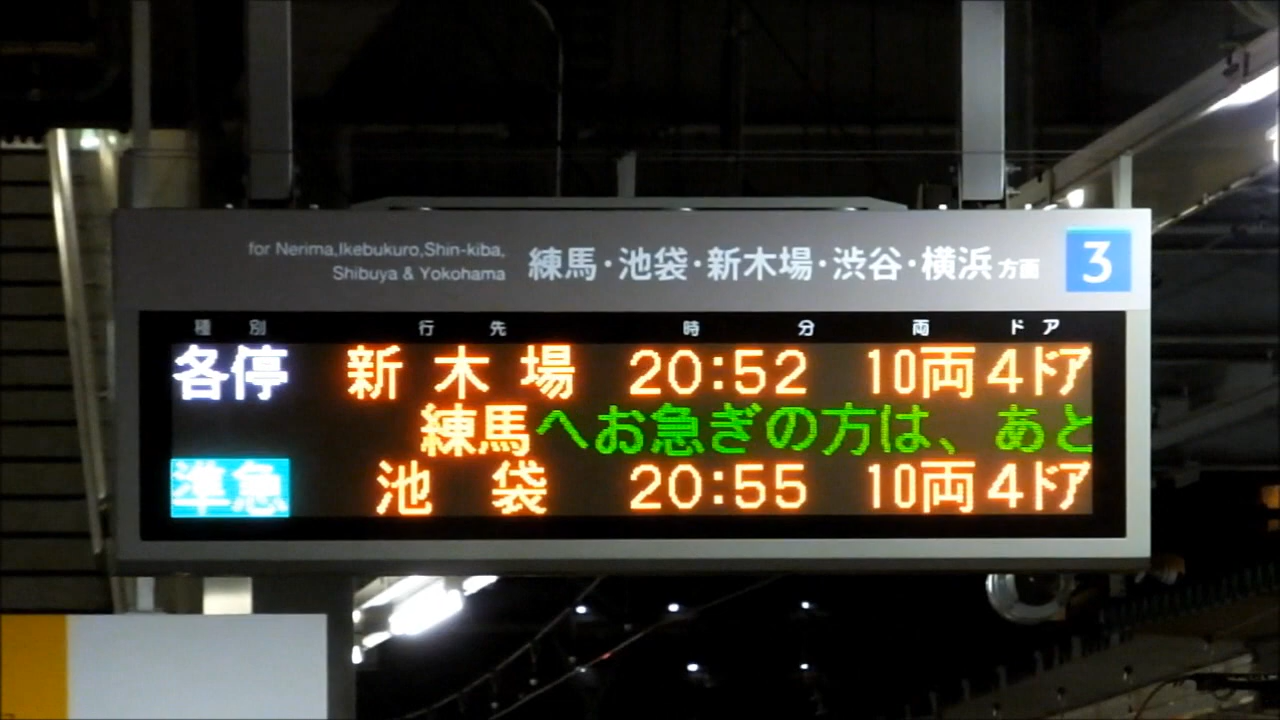 for Nerima,Ikebukuro,Shin-kiba,
Shibuya & Yokohama
練馬・池袋・新木場・渋谷・横浜方面
3
種別 行先 時 分 両 ドア
各停 新木場 20:52 10両 4ドア
練馬へお急ぎの方は、あと
準急 池袋 20:55 10両 4ドア